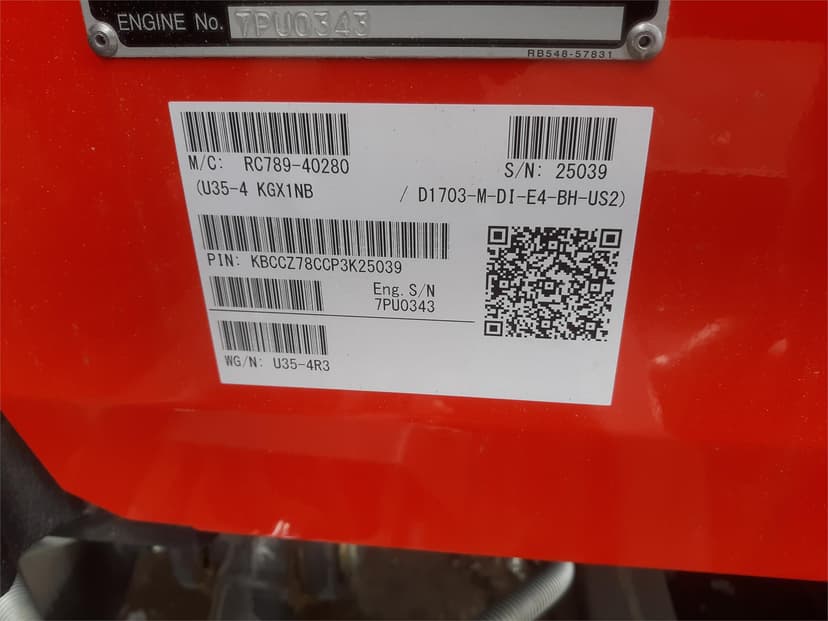 ENGINE No. 7PU0343
RB548-57831
M/C: RC789-40280
S/N: 25039
(U35-4 KGX1NB / D1703-M-DI-E4-BH-US2)
PIN: KBCCZ78CCP3K25039
Eng.S/N
7PU0343
WG/N: U35-4R3